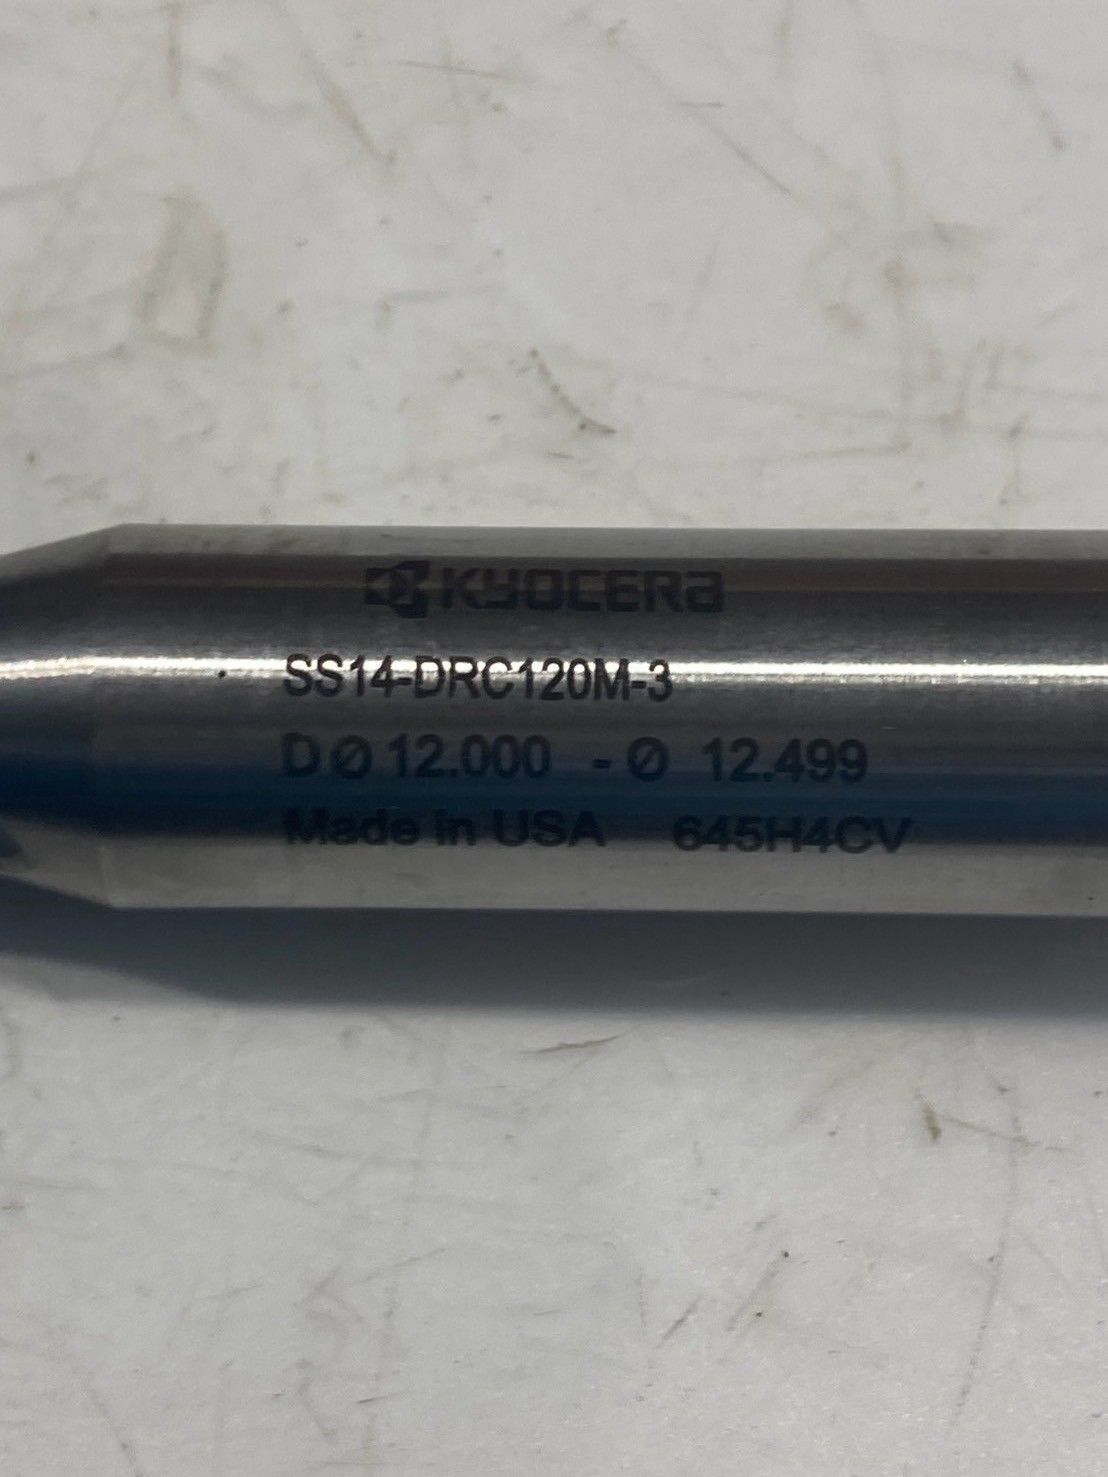 KYOCERA
SS14-DRC120M-3
D Ø 12.000 - Ø 12.499
Made in USA 645H4CV